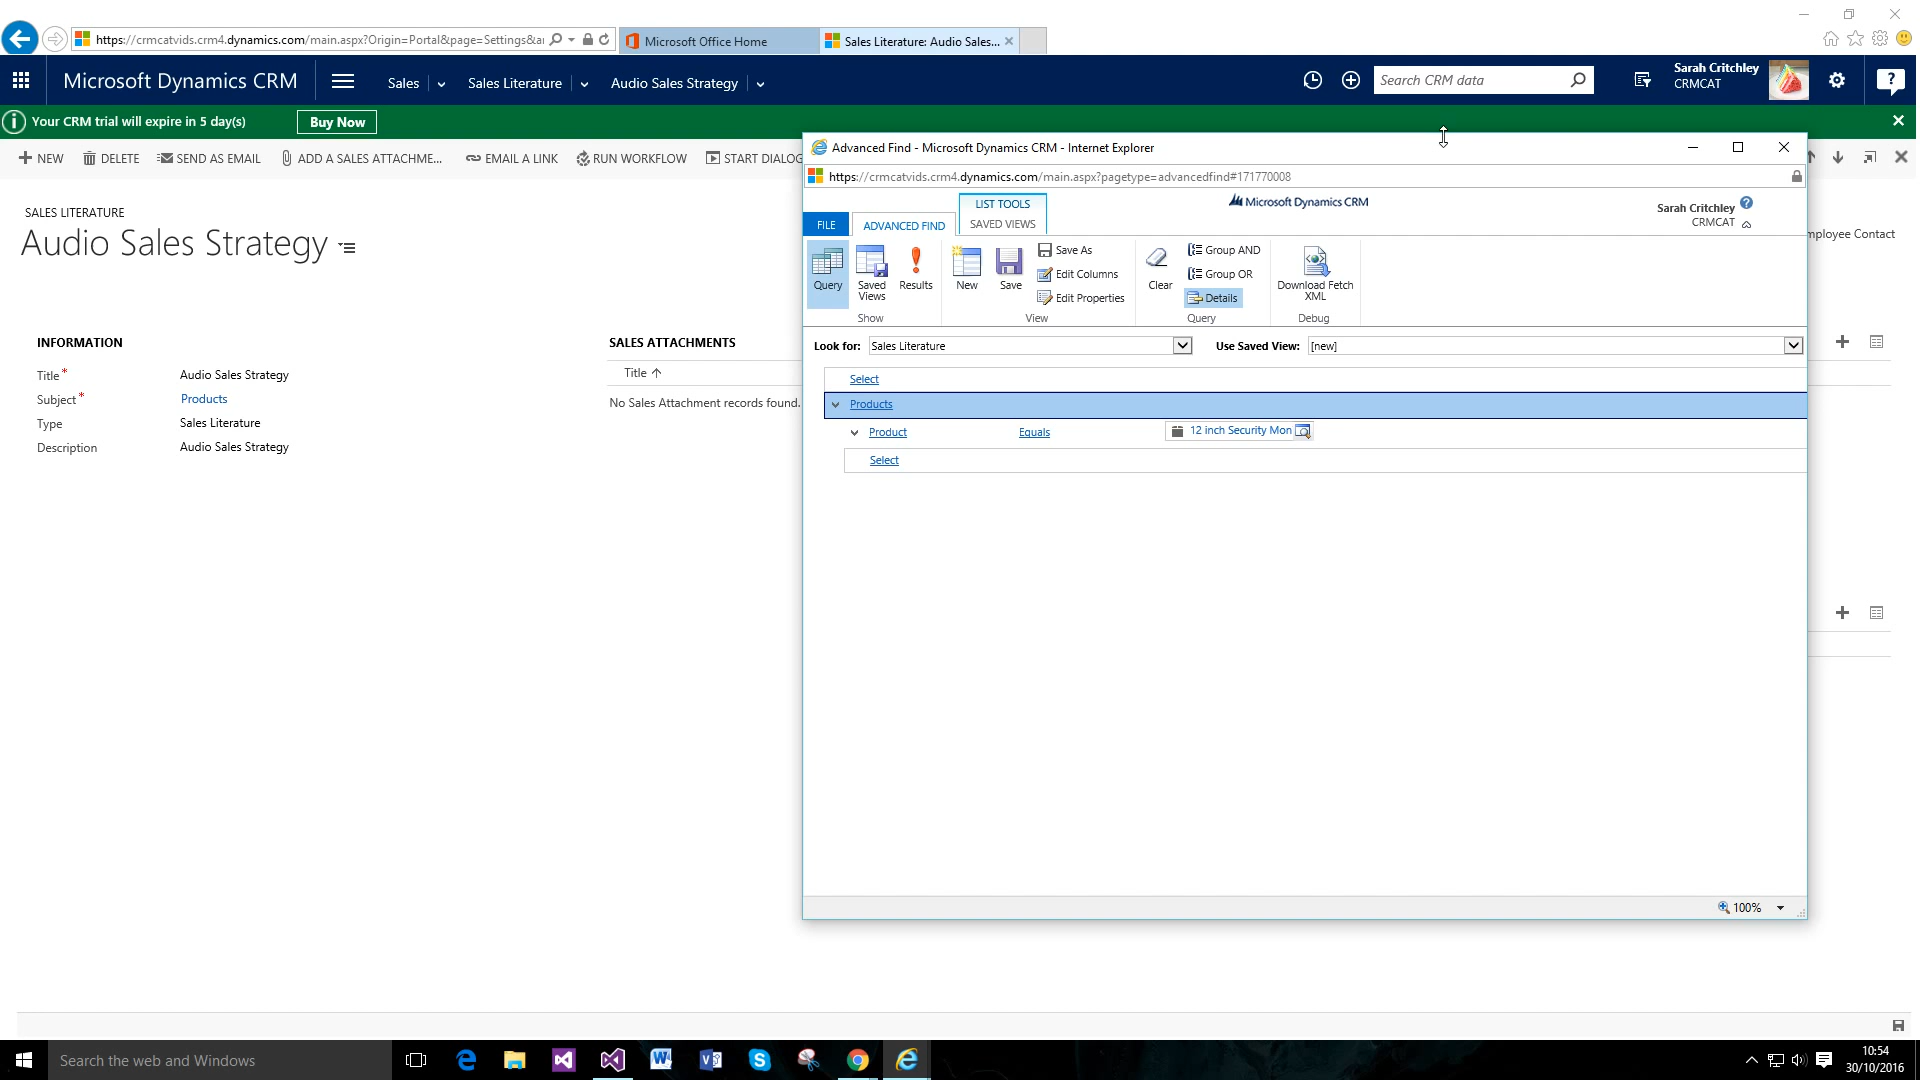 https://crmcatvids.crm4.dynamics.com/main.aspx?Origin=Portal&page=Settings&a
Microsoft Office Home
Sales Literature: Audio Sales...
Microsoft Dynamics CRM
Sales
Sales Literature
Audio Sales Strategy
Search CRM data
Sarah Critchley
CRMCAT
Your CRM trial will expire in 5 day(s)
Buy Now
NEW
DELETE
SEND AS EMAIL
ADD A SALES ATTACHME...
EMAIL A LINK
RUN WORKFLOW
START DIALOG
SALES LITERATURE
Audio Sales Strategy
mployee Contact
INFORMATION
Title*
Audio Sales Strategy
Subject*
Products
Type
Sales Literature
Description
Audio Sales Strategy
SALES ATTACHMENTS
Title
No Sales Attachment records found.
Advanced Find - Microsoft Dynamics CRM - Internet Explorer
https://crmcatvids.crm4.dynamics.com/main.aspx?pagetype=advancedfind#171770008
FILE
ADVANCED FIND
LIST TOOLS
SAVED VIEWS
Microsoft Dynamics CRM
Sarah Critchley
CRMCAT
Query
Saved
Views
Results
Show
New
Save
Save As
Edit Columns
Edit Properties
View
Clear
Group AND
Group OR
Details
Query
Download Fetch
XML
Debug
Look for:
Sales Literature
Use Saved View:
[new]
Select
Products
Product
Equals
12 inch Security Mon
Select
100%
Search the web and Windows
10:54
30/10/2016